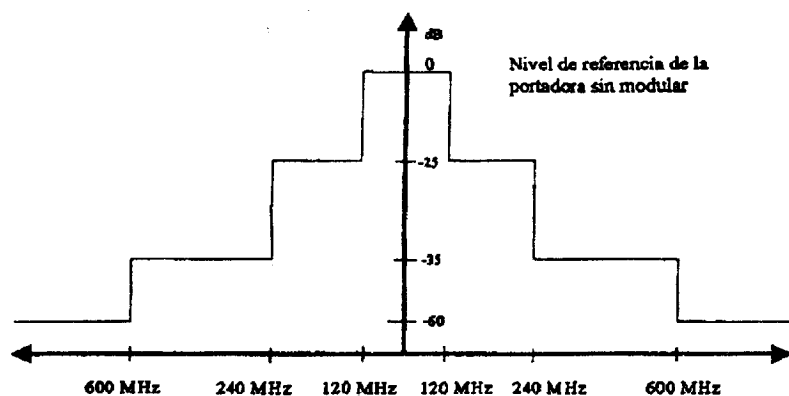 dB
0
Nivel de referencia de la
portadora sin modular
-25
-35
-60
600 MHz 240 MHz 120 MHz 120 MHz 240 MHz 600 MHz